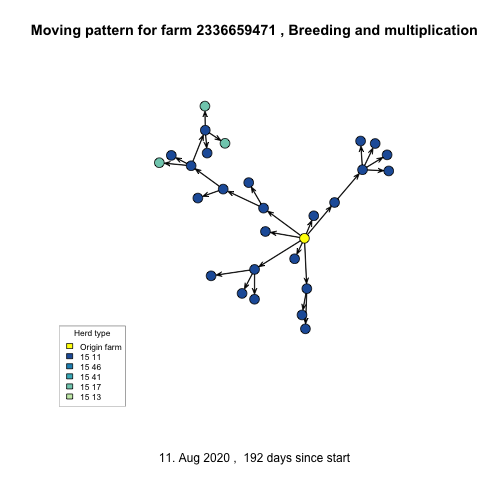 Moving pattern for farm 2336659471 , Breeding and multiplication
Herd type
Origin farm
15 11
15 46
15 41
15 17
15 13
11. Aug 2020 , 192 days since start